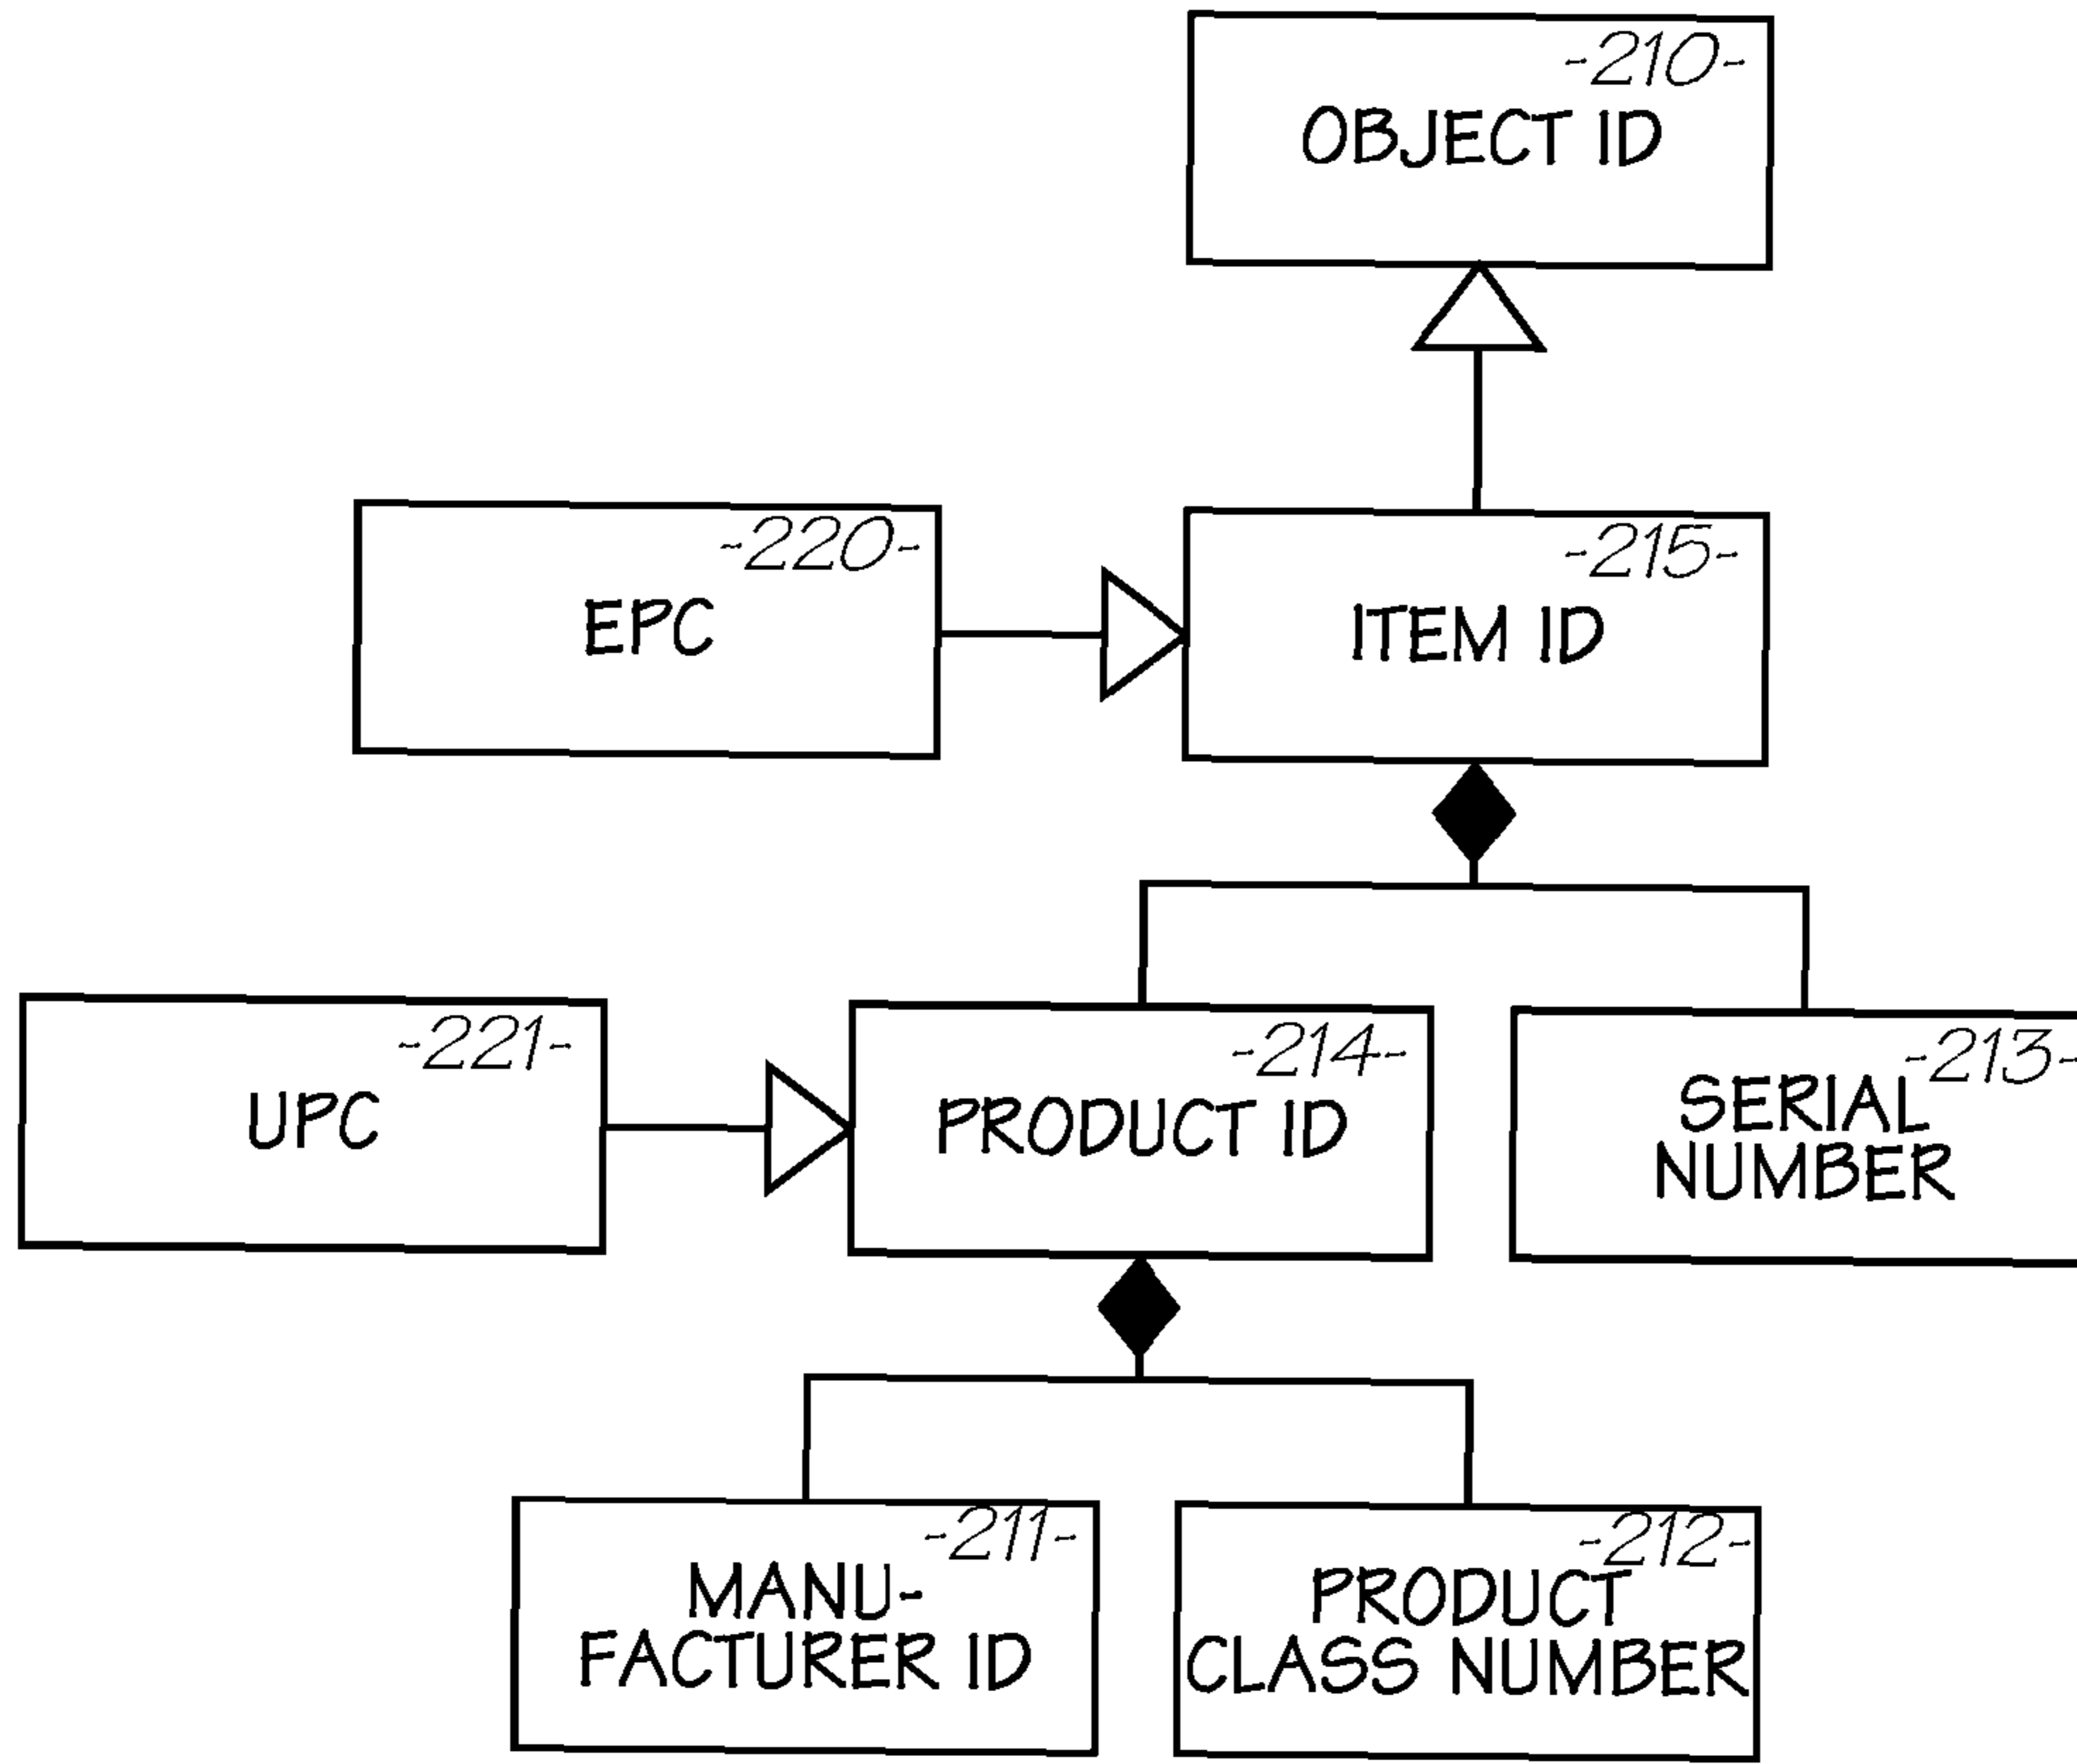 -210-
OBJECT ID
-220-
EPC
-215-
ITEM ID
-221-
UPC
-214-
PRODUCT ID
-213-
SERIAL
NUMBER
-211-
MANU-
FACTURER ID
-212-
PRODUCT
CLASS NUMBER